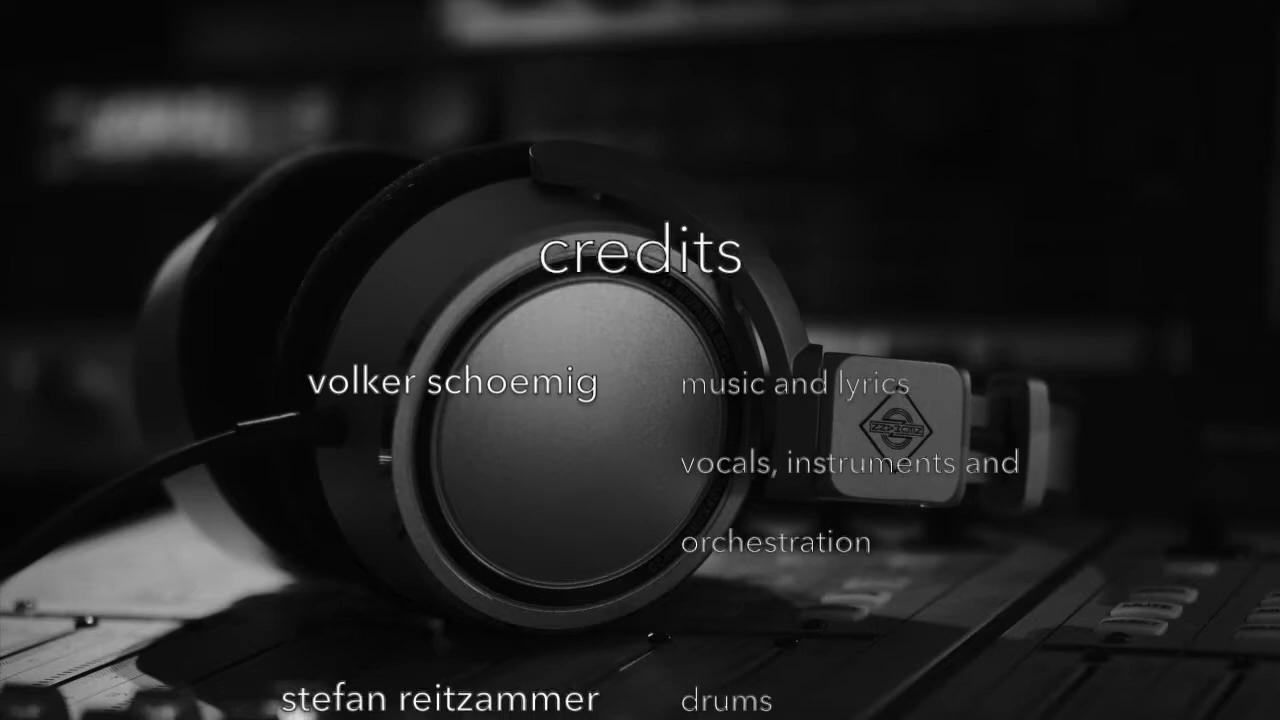 credits
volker schoemig music and lyrics
vocals, instruments and
orchestration
stefan reitzammer drums